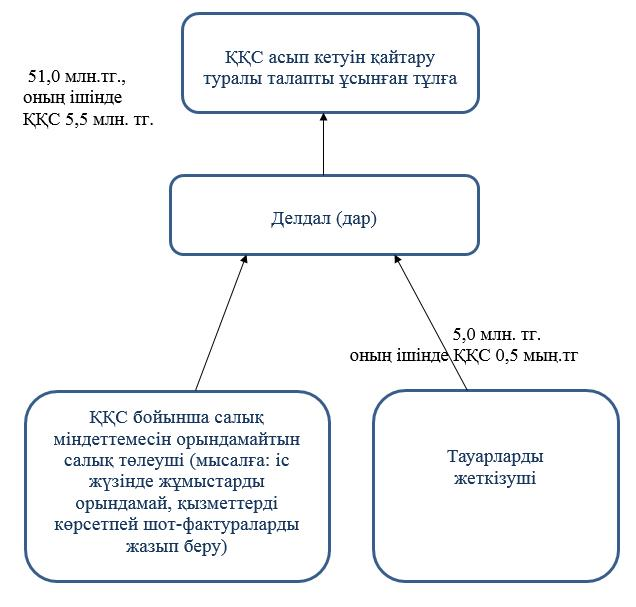 ҚҚС асып кетуін қайтару
туралы талапты ұсынған тұлға
51,0 млн.тг.,
оның ішінде
ҚҚС 5,5 млн. тг.
Делдал (дар)
5,0 млн. тг.
оның ішінде ҚҚС 0,5 мың.тг
ҚҚС бойынша салық
міндеттемесін орындамайтын
салық төлеуші (мысалға: іс
жүзінде жұмыстарды
орындамай, қызметтерді
көрсетпей шот-фактураларды
жазып беру)
Тауарларды
жеткізуші